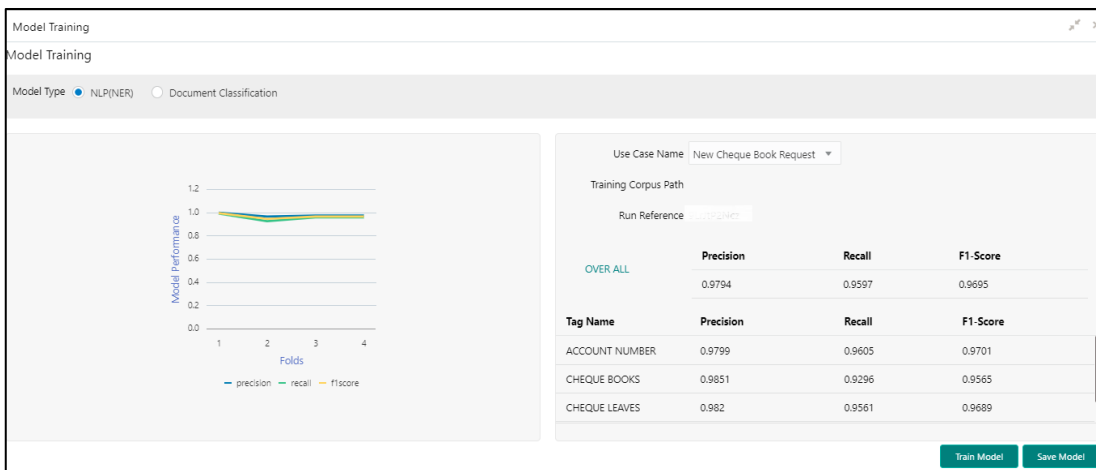 Model Training
Model Training
Model Type NLP(NER) Document Classification
1.2
1.0
0.8
0.6
0.4
0.2
0.0
Model Performance
1 2 3 4
Folds
precision recall f1score
Use Case Name New Cheque Book Request
Training Corpus Path
Run Reference
OVER ALL
Precision Recall F1-Score
0.9794 0.9597 0.9695
Tag Name Precision Recall F1-Score
ACCOUNT NUMBER 0.9799 0.9605 0.9701
CHEQUE BOOKS 0.9851 0.9296 0.9565
CHEQUE LEAVES 0.982 0.9561 0.9689
Train Model Save Model